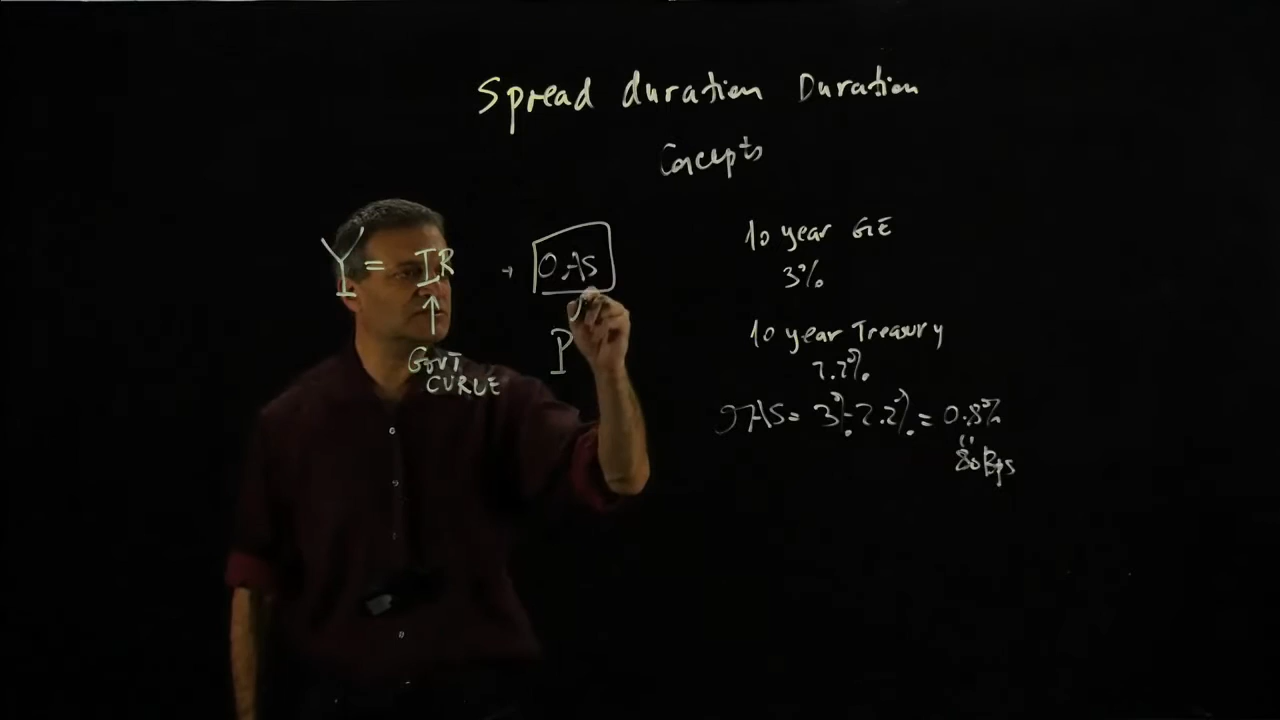 Spread duration Duration
Cocepts
Y = IR + OAS
GOVT
CURVE
P
10 year GE
3%
10 year Treasury
2.2%
OAS = 3% - 2.2% = 0.8%
"
80 Bps